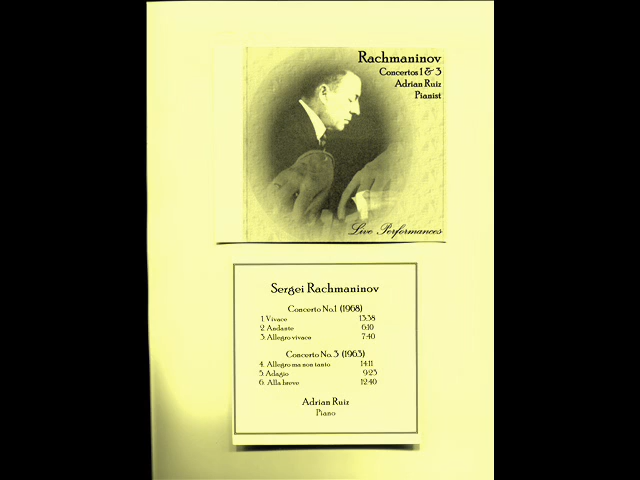 Rachmaninov
Concertos 1 & 3
Adrian Ruiz
Pianist
Live Performances
Sergei Rachmaninov
Concerto No.1 (1968)
1. Vivace 13:38
2. Andante 6:10
3. Allegro vivace 7:40
Concerto No. 3 (1963)
4. Allegro ma non tanto 14:11
5. Adagio 9:23
6. Alla breve 12:40
Adrian Ruiz
Piano